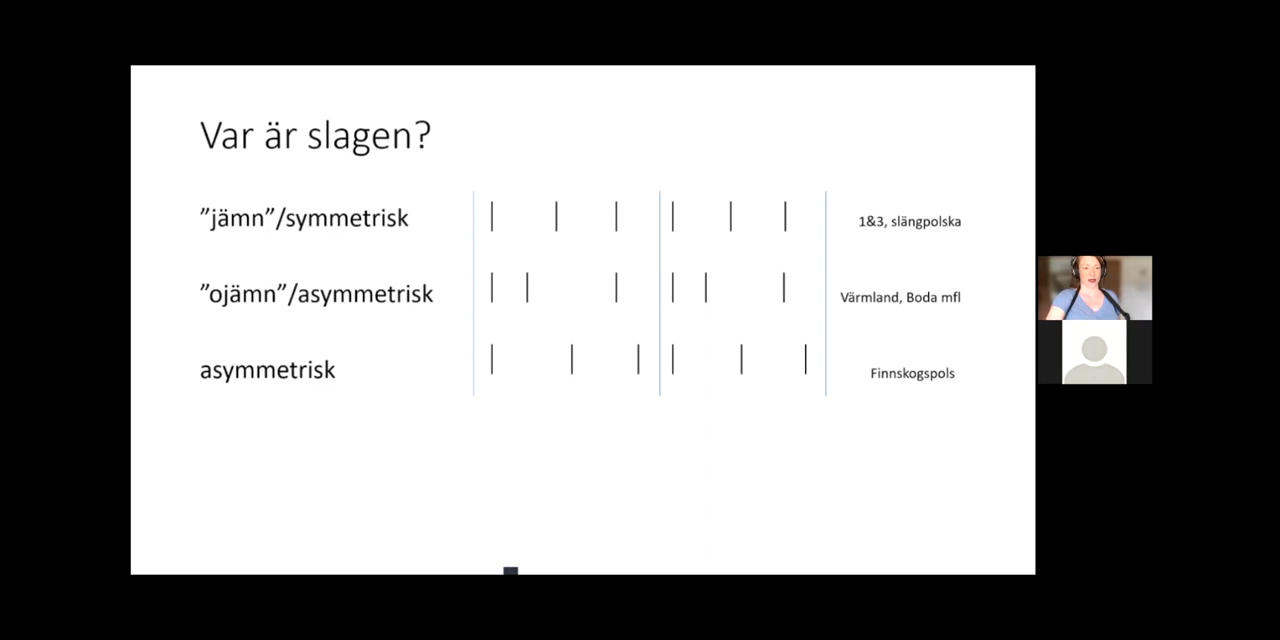 Var är slagen?
”jämn”/symmetrisk
1&3, slängpolska
”ojämn”/asymmetrisk
Värmland, Boda mfl
asymmetrisk
Finnskogspols